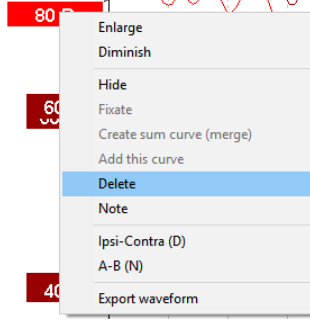 80
Enlarge
Diminish
Hide
60
Fixate
Create sum curve (merge)
Add this curve
Delete
Note
Ipsi-Contra (D)
A-B (N)
40
Export waveform